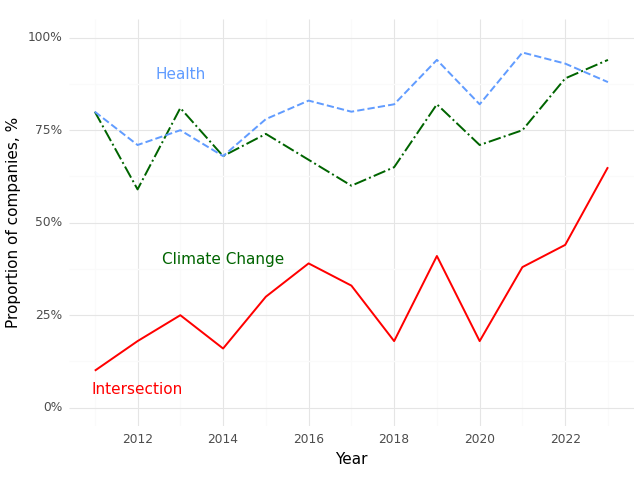 100%
Health
75%
50%
Climate Change
25%
Intersection
0%
2012 2014 2016 2018 2020 2022
Year
Proportion of companies, %